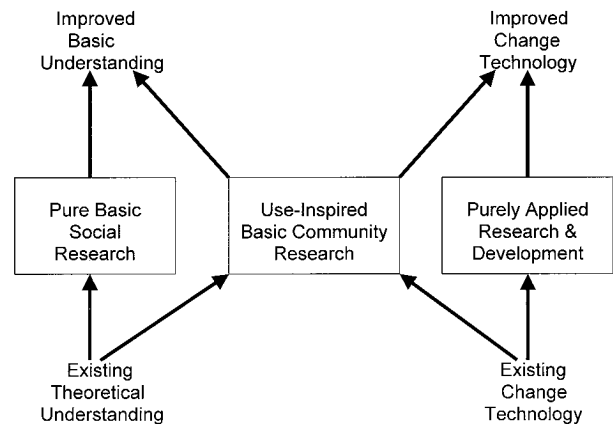 Improved
Basic
Understanding
Improved
Change
Technology
Pure Basic
Social
Research
Use-Inspired
Basic Community
Research
Purely Applied
Research &
Development
Existing
Theoretical
Understanding
Existing
Change
Technology